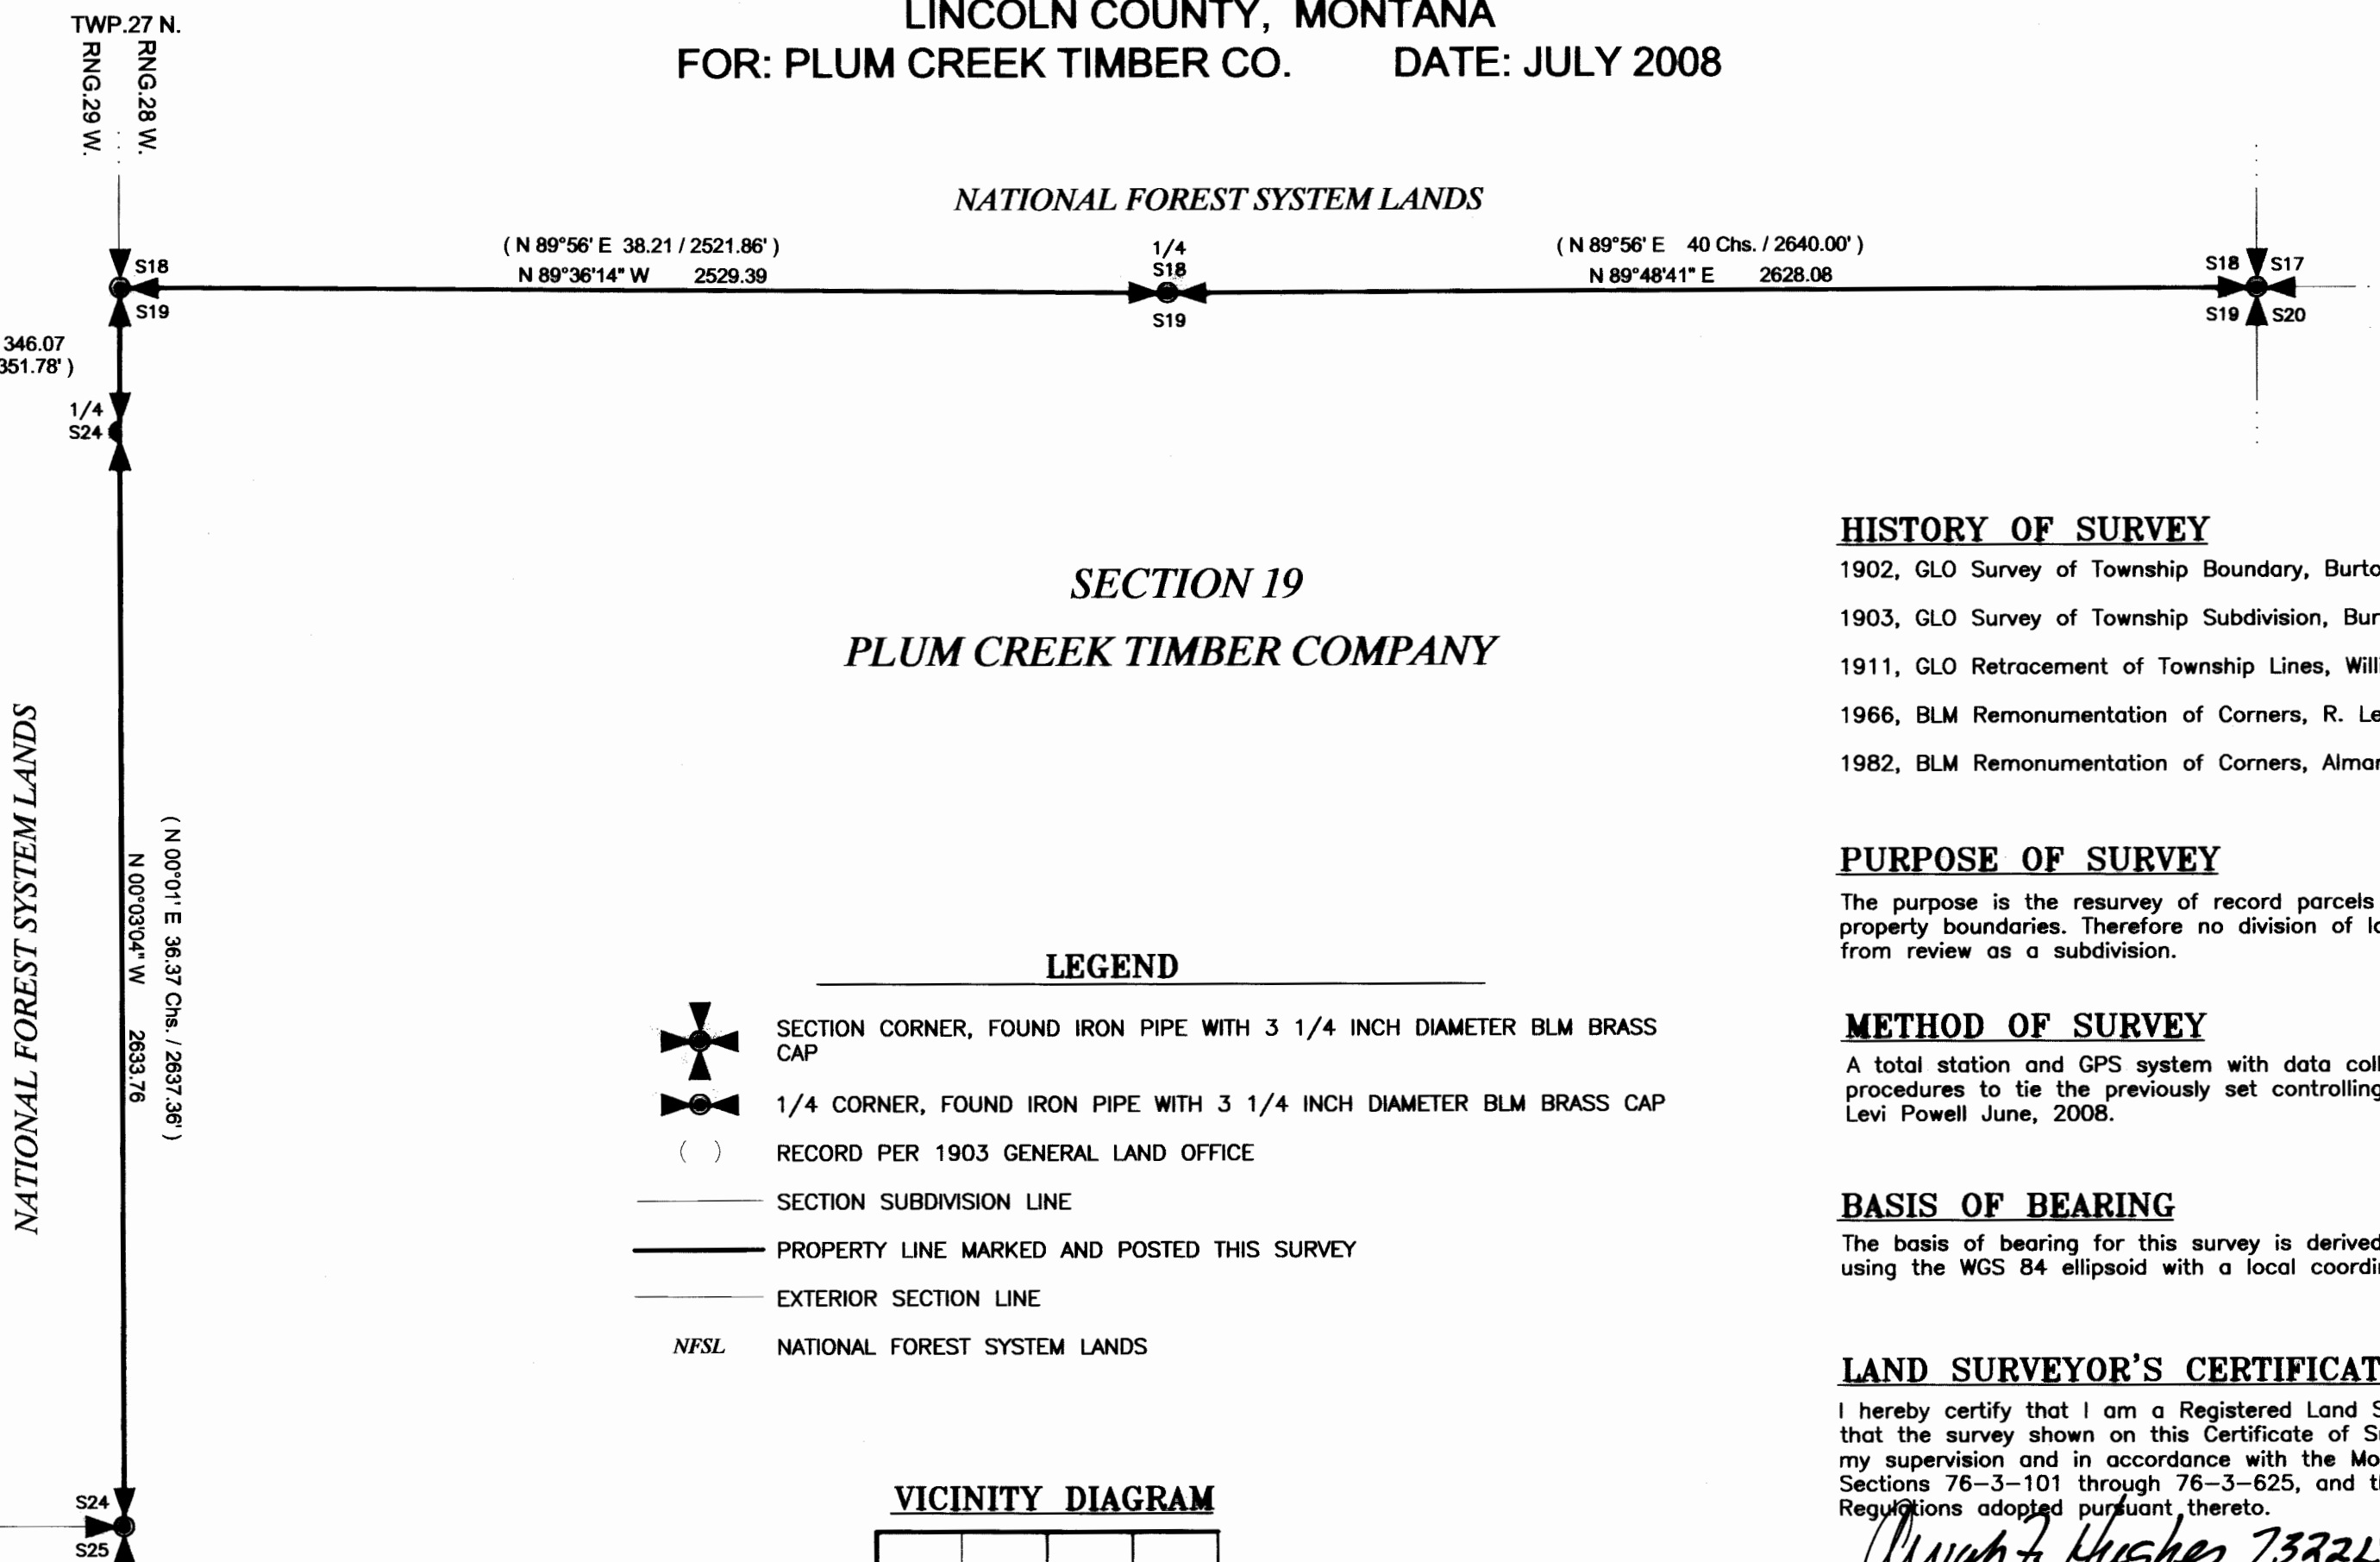 LINCOLN COUNTY, MONTANA
FOR: PLUM CREEK TIMBER CO. DATE: JULY 2008
TWP.27 N.
RNG.29 W.
RNG.28 W.
NATIONAL FOREST SYSTEM LANDS
( N 89°56' E 38.21 / 2521.86' )
N 89°36'14" W 2529.39
1/4
S18
S19
( N 89°56' E 40 Chs. / 2640.00' )
N 89°48'41" E 2628.08
S18
S19
S18 S17
S19 S20
346.07
351.78' )
1/4
S24
SECTION 19
PLUM CREEK TIMBER COMPANY
NATIONAL FOREST SYSTEM LANDS
( N 00°01' E 36.37 Chs. / 2637.36' )
N 00°03'04" W 2633.76
S24
S25
LEGEND
SECTION CORNER, FOUND IRON PIPE WITH 3 1/4 INCH DIAMETER BLM BRASS
CAP
1/4 CORNER, FOUND IRON PIPE WITH 3 1/4 INCH DIAMETER BLM BRASS CAP
( ) RECORD PER 1903 GENERAL LAND OFFICE
SECTION SUBDIVISION LINE
PROPERTY LINE MARKED AND POSTED THIS SURVEY
EXTERIOR SECTION LINE
NFSL NATIONAL FOREST SYSTEM LANDS
VICINITY DIAGRAM
HISTORY OF SURVEY
1902, GLO Survey of Township Boundary, Burto
1903, GLO Survey of Township Subdivision, Bur
1911, GLO Retracement of Township Lines, Will
1966, BLM Remonumentation of Corners, R. Le
1982, BLM Remonumentation of Corners, Almar
PURPOSE OF SURVEY
The purpose is the resurvey of record parcels
property boundaries. Therefore no division of
from review as a subdivision.
METHOD OF SURVEY
A total station and GPS system with data coll
procedures to tie the previously set controlling
Levi Powell June, 2008.
BASIS OF BEARING
The basis of bearing for this survey is derived
using the WGS 84 ellipsoid with a local coordi
LAND SURVEYOR'S CERTIFICAT
I hereby certify that I am a Registered Land S
that the survey shown on this Certificate of
my supervision and in accordance with the Mo
Sections 76-3-101 through 76-3-625, and
Regulations adopted pursuant thereto.
Hughes